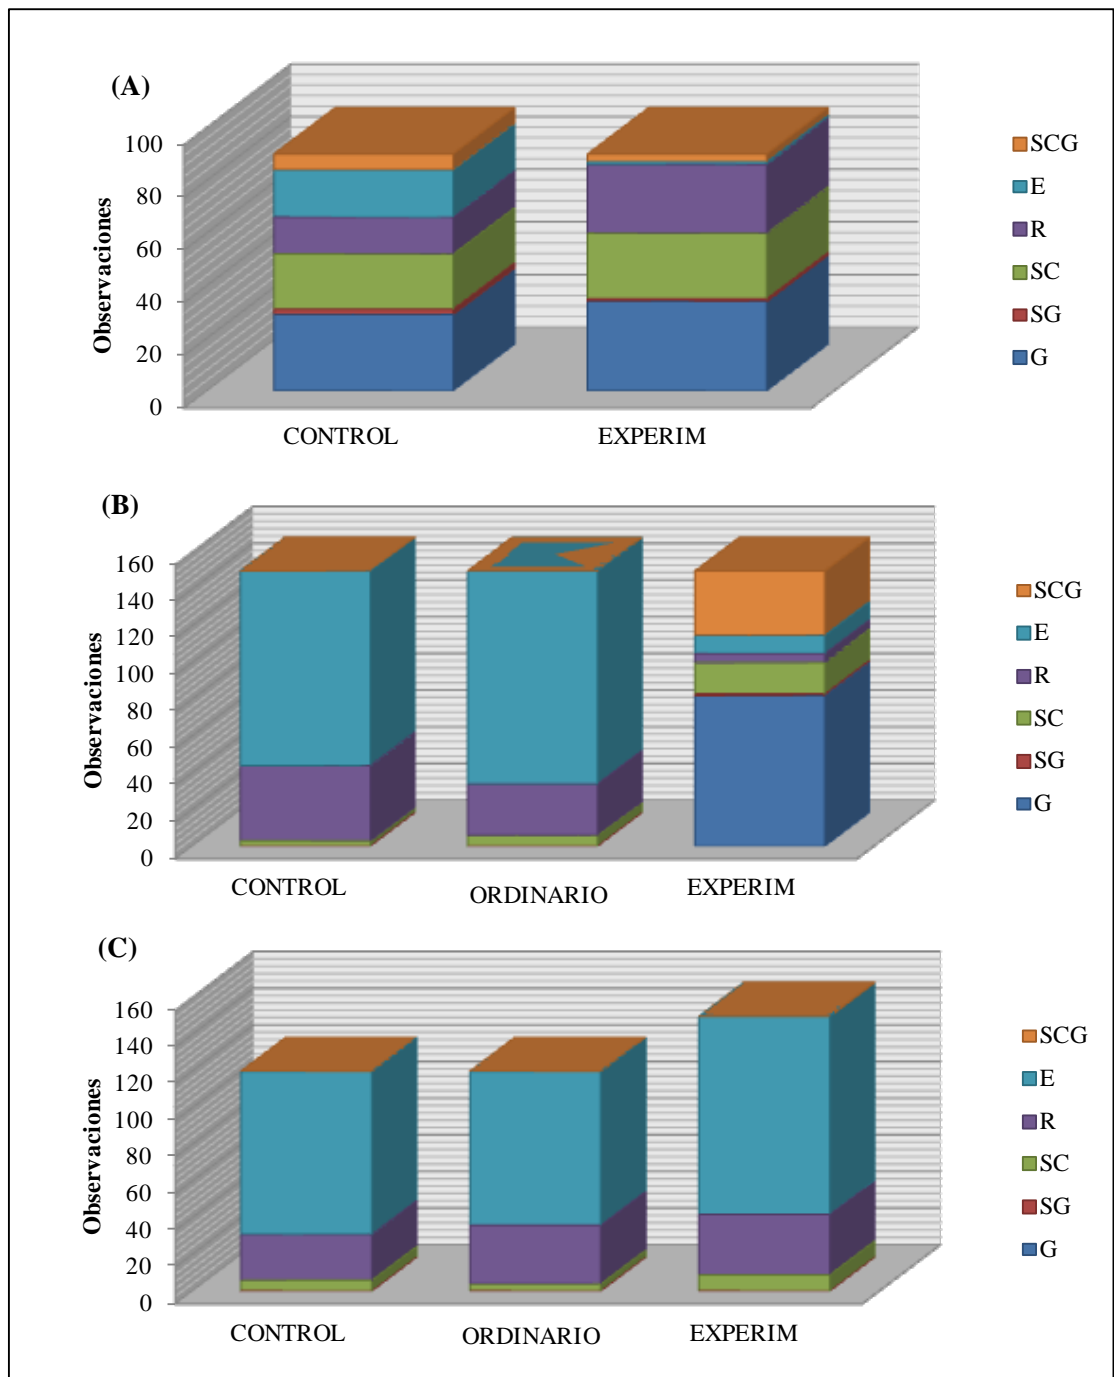 (A)
100
80
60
40
20
0
Observaciones
CONTROL
EXPERIM
SCG
E
R
SC
SG
G
(B)
160
140
120
100
80
60
40
20
0
Observaciones
CONTROL
ORDINARIO
EXPERIM
SCG
E
R
SC
SG
G
(C)
160
140
120
100
80
60
40
20
0
Observaciones
CONTROL
ORDINARIO
EXPERIM
SCG
E
R
SC
SG
G